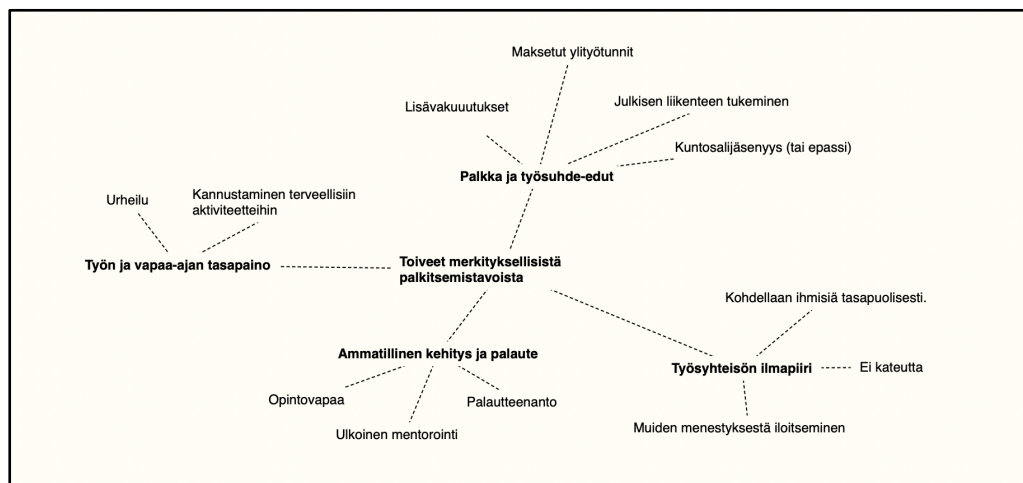 Maksetut ylityötunnit
Lisävakuuutukset
Julkisen liikenteen tukeminen
Kuntosalijäsenyys (tai epassi)
Palkka ja työsuhde-edut
Urheilu
Kannustaminen terveellisiin
aktiviteetteihin
Työn ja vapaa-ajan tasapaino
Toiveet merkityksellisistä
palkitsemistavoista
Kohdellaan ihmisiä tasapuolisesti.
Ammatillinen kehitys ja palaute
Työsyhteisön ilmapiiri
Ei kateutta
Opintovapaa
Palautteenanto
Ulkoinen mentorointi
Muiden menestyksestä iloitseminen